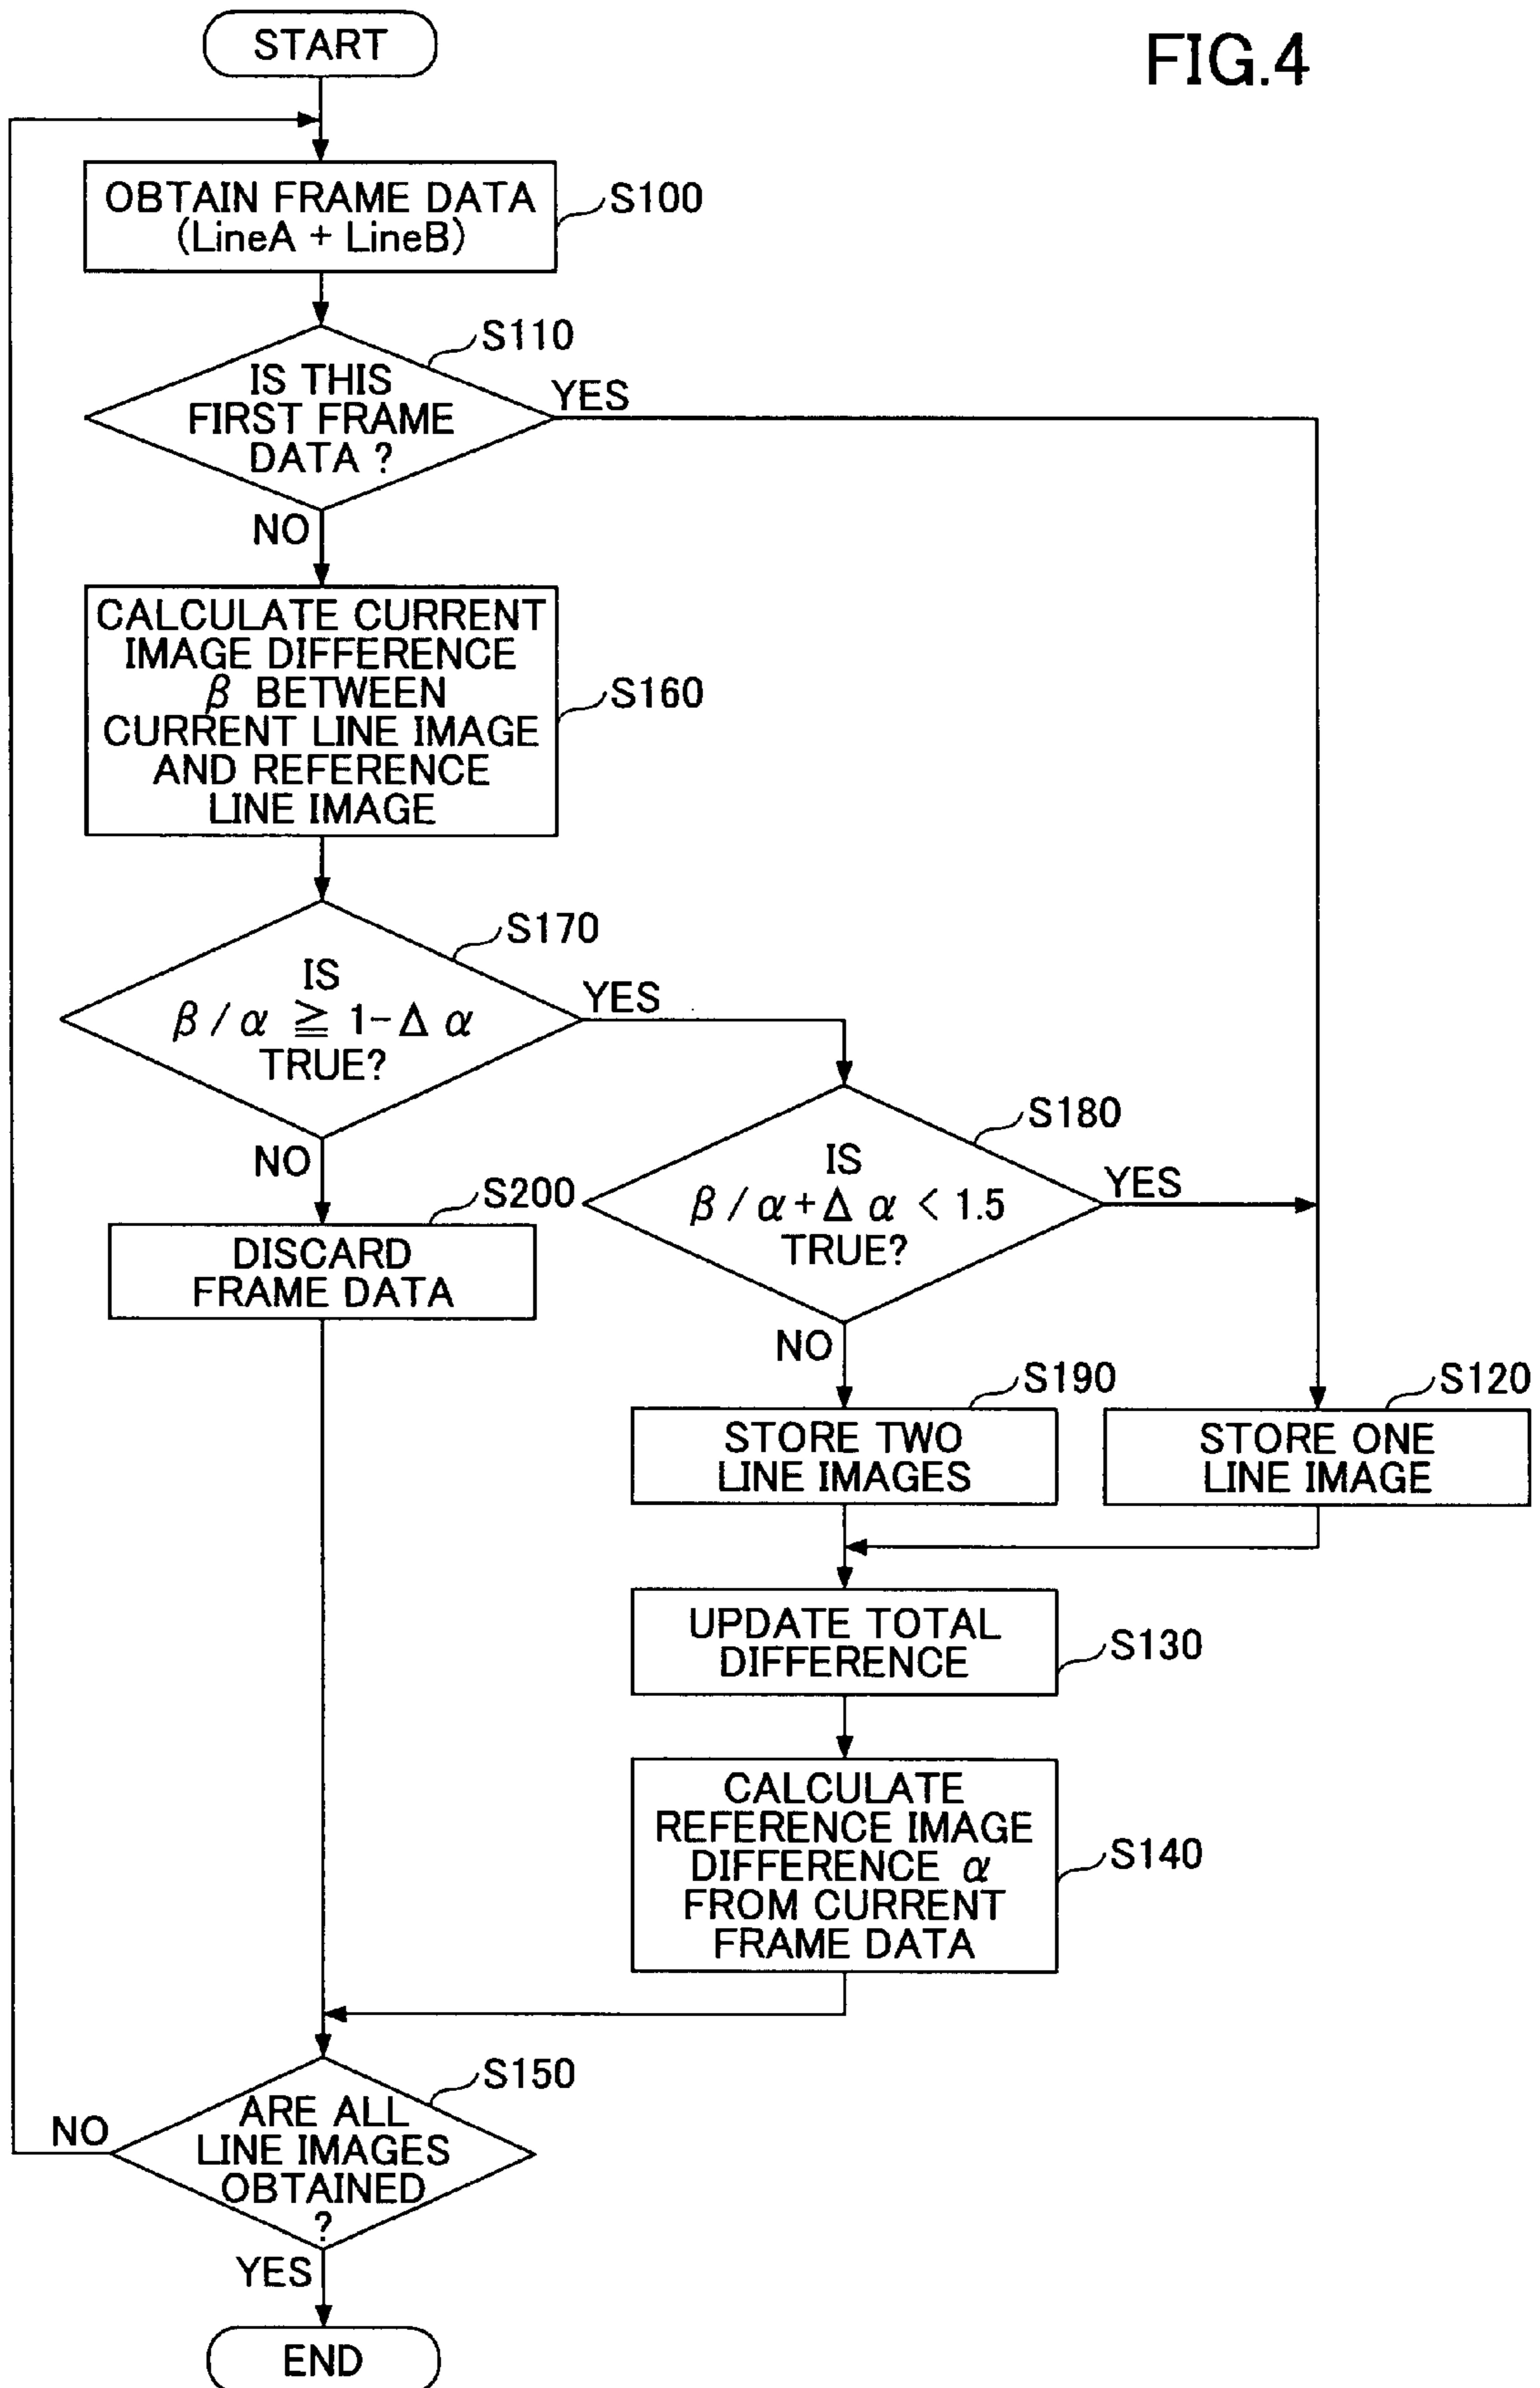 START
FIG.4
OBTAIN FRAME DATA
(LineA + LineB)
S100
S110
IS THIS
FIRST FRAME
DATA ?
YES
NO
CALCULATE CURRENT
IMAGE DIFFERENCE
β BETWEEN
CURRENT LINE IMAGE
AND REFERENCE
LINE IMAGE
S160
S170
IS
β / α ≧ 1-Δ α
TRUE?
YES
NO
S180
IS
β / α+Δ α < 1.5
TRUE?
YES
NO
S200
DISCARD
FRAME DATA
S190
STORE TWO
LINE IMAGES
S120
STORE ONE
LINE IMAGE
UPDATE TOTAL
DIFFERENCE
S130
CALCULATE
REFERENCE IMAGE
DIFFERENCE α
FROM CURRENT
FRAME DATA
S140
S150
ARE ALL
LINE IMAGES
OBTAINED
?
NO
YES
END